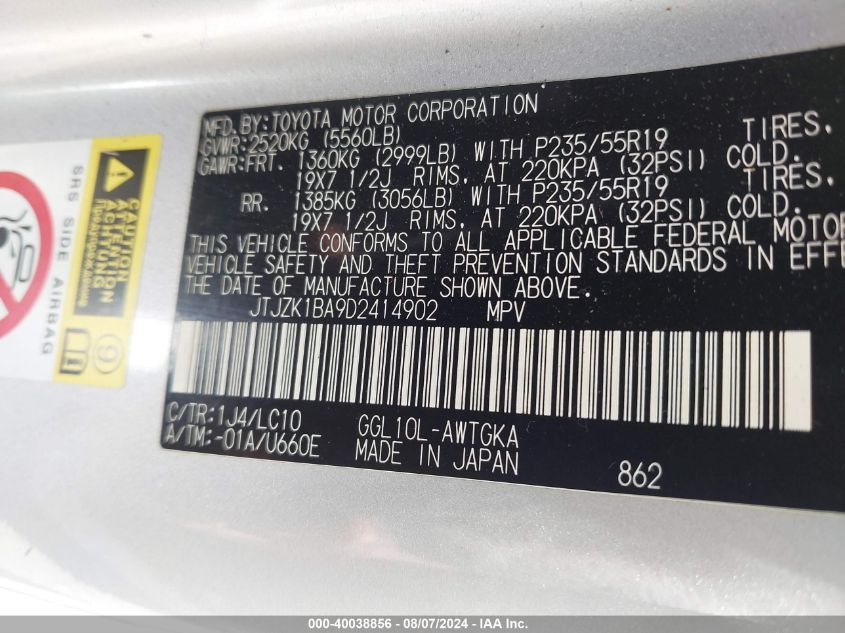 MFD.BY:TOYOTA MOTOR CORPORATION
GVWR:2520KG (5560LB)
GAWR:FRT. 1360KG (2999LB) WITH P235/55R19 TIRES.
19X7 1/2J RIMS, AT 220KPA (32PSI) COLD.
RR. 1385KG (3056LB) WITH P235/55R19 TIRES.
19X7 1/2J RIMS, AT 220KPA (32PSI) COLD.
THIS VEHICLE CONFORMS TO ALL APPLICABLE FEDERAL MOTOR
VEHICLE SAFETY AND THEFT PREVENTION STANDARDS IN EFFE
THE DATE OF MANUFACTURE SHOWN ABOVE.
JTJZK1BA9D2414902 MPV
C/TR:1J4/LC10 GGL10L-AWTGKA
A/TM:-01A/U660E MADE IN JAPAN
862
SRS SIDE AIRBAG
CAUTION
ATTENTION
ACHTUNG
9
000-40038856 - 08/07/2024 - IAA Inc.